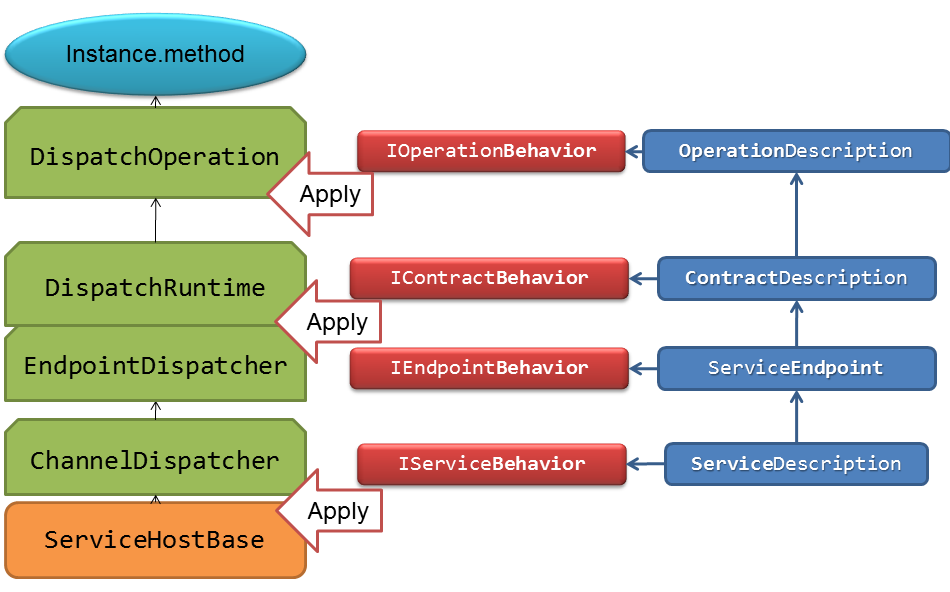 Instance.method
DispatchOperation
IOperationBehavior
OperationDescription
Apply
DispatchRuntime
IContractBehavior
ContractDescription
Apply
EndpointDispatcher
IEndpointBehavior
ServiceEndpoint
ChannelDispatcher
IServiceBehavior
ServiceDescription
Apply
ServiceHostBase